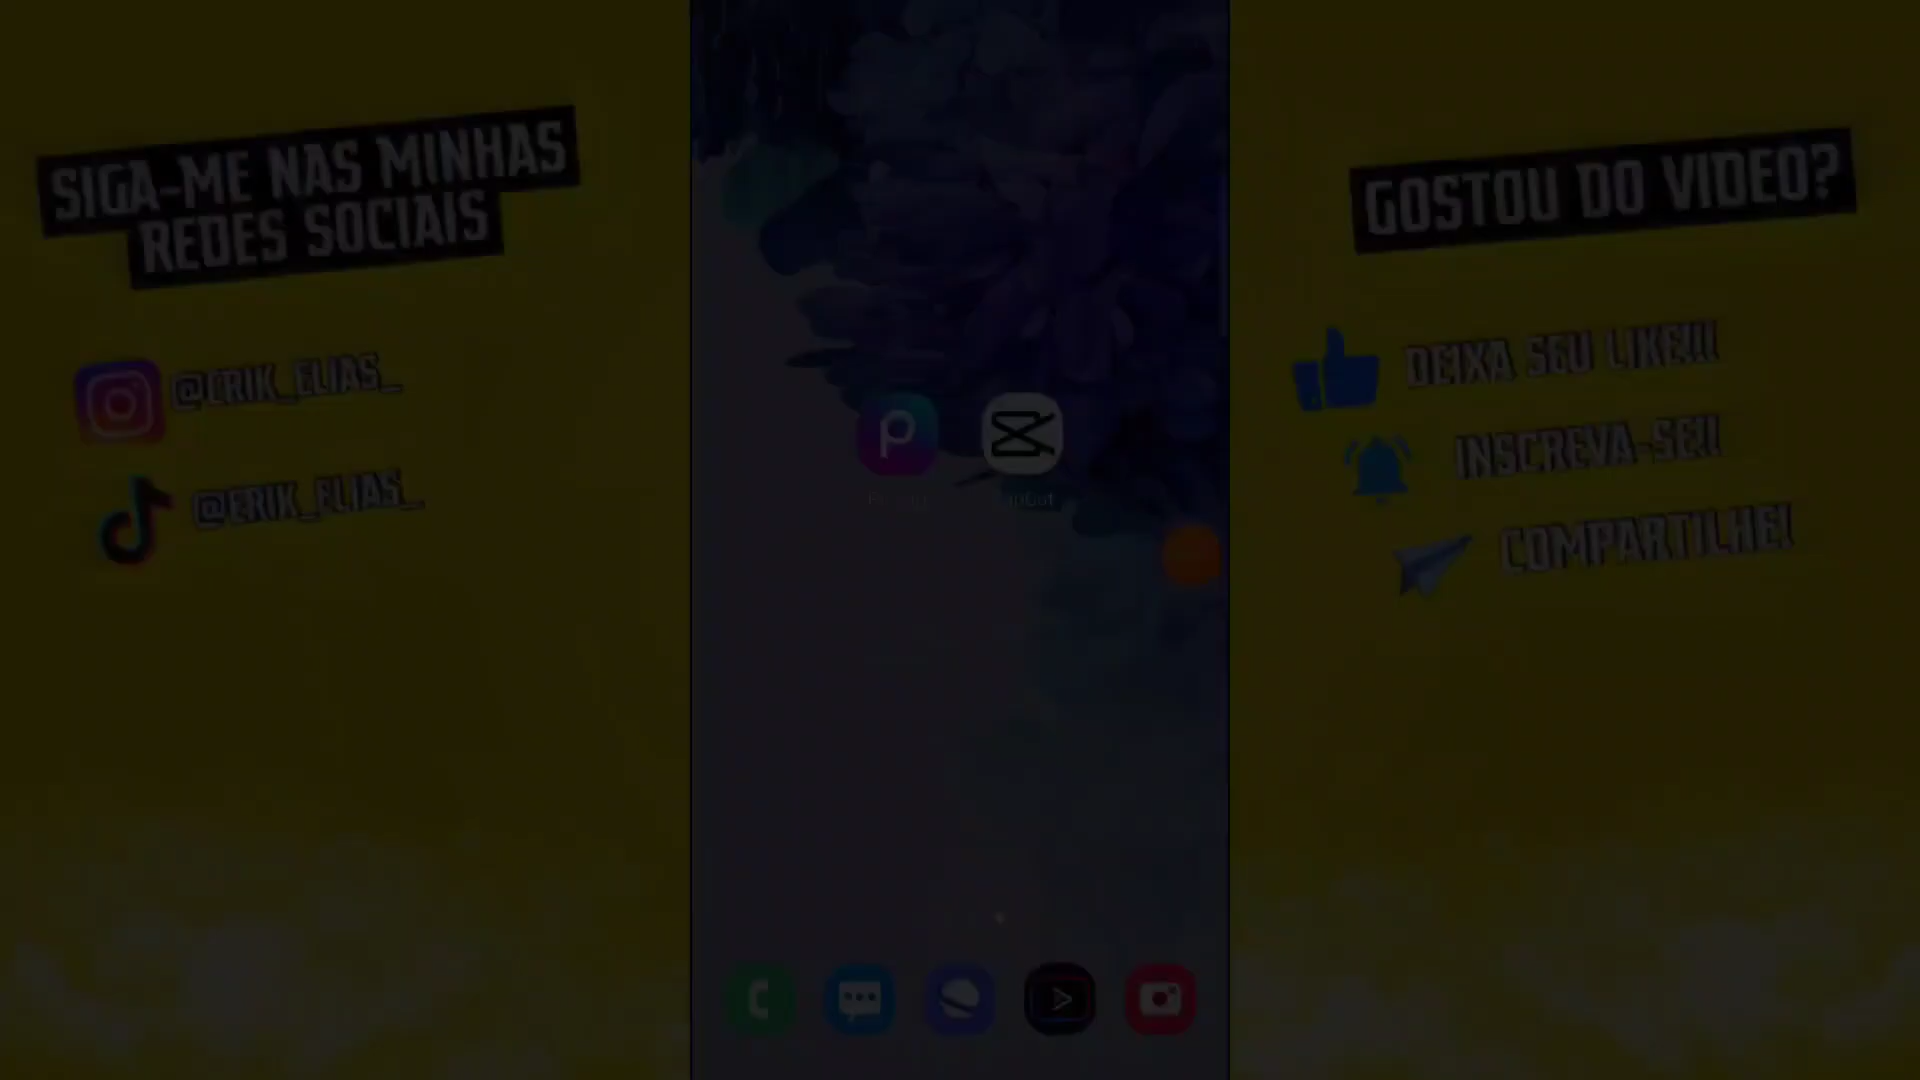 SIGA-ME NAS MINHAS
REDES SOCIAIS
@ERIK_ELIAS_
@ERIK_ELIAS_
GOSTOU DO VIDEO?
DEIXA SEU LIKE!!!
INSCREVA-SE!!
COMPARTILHE!